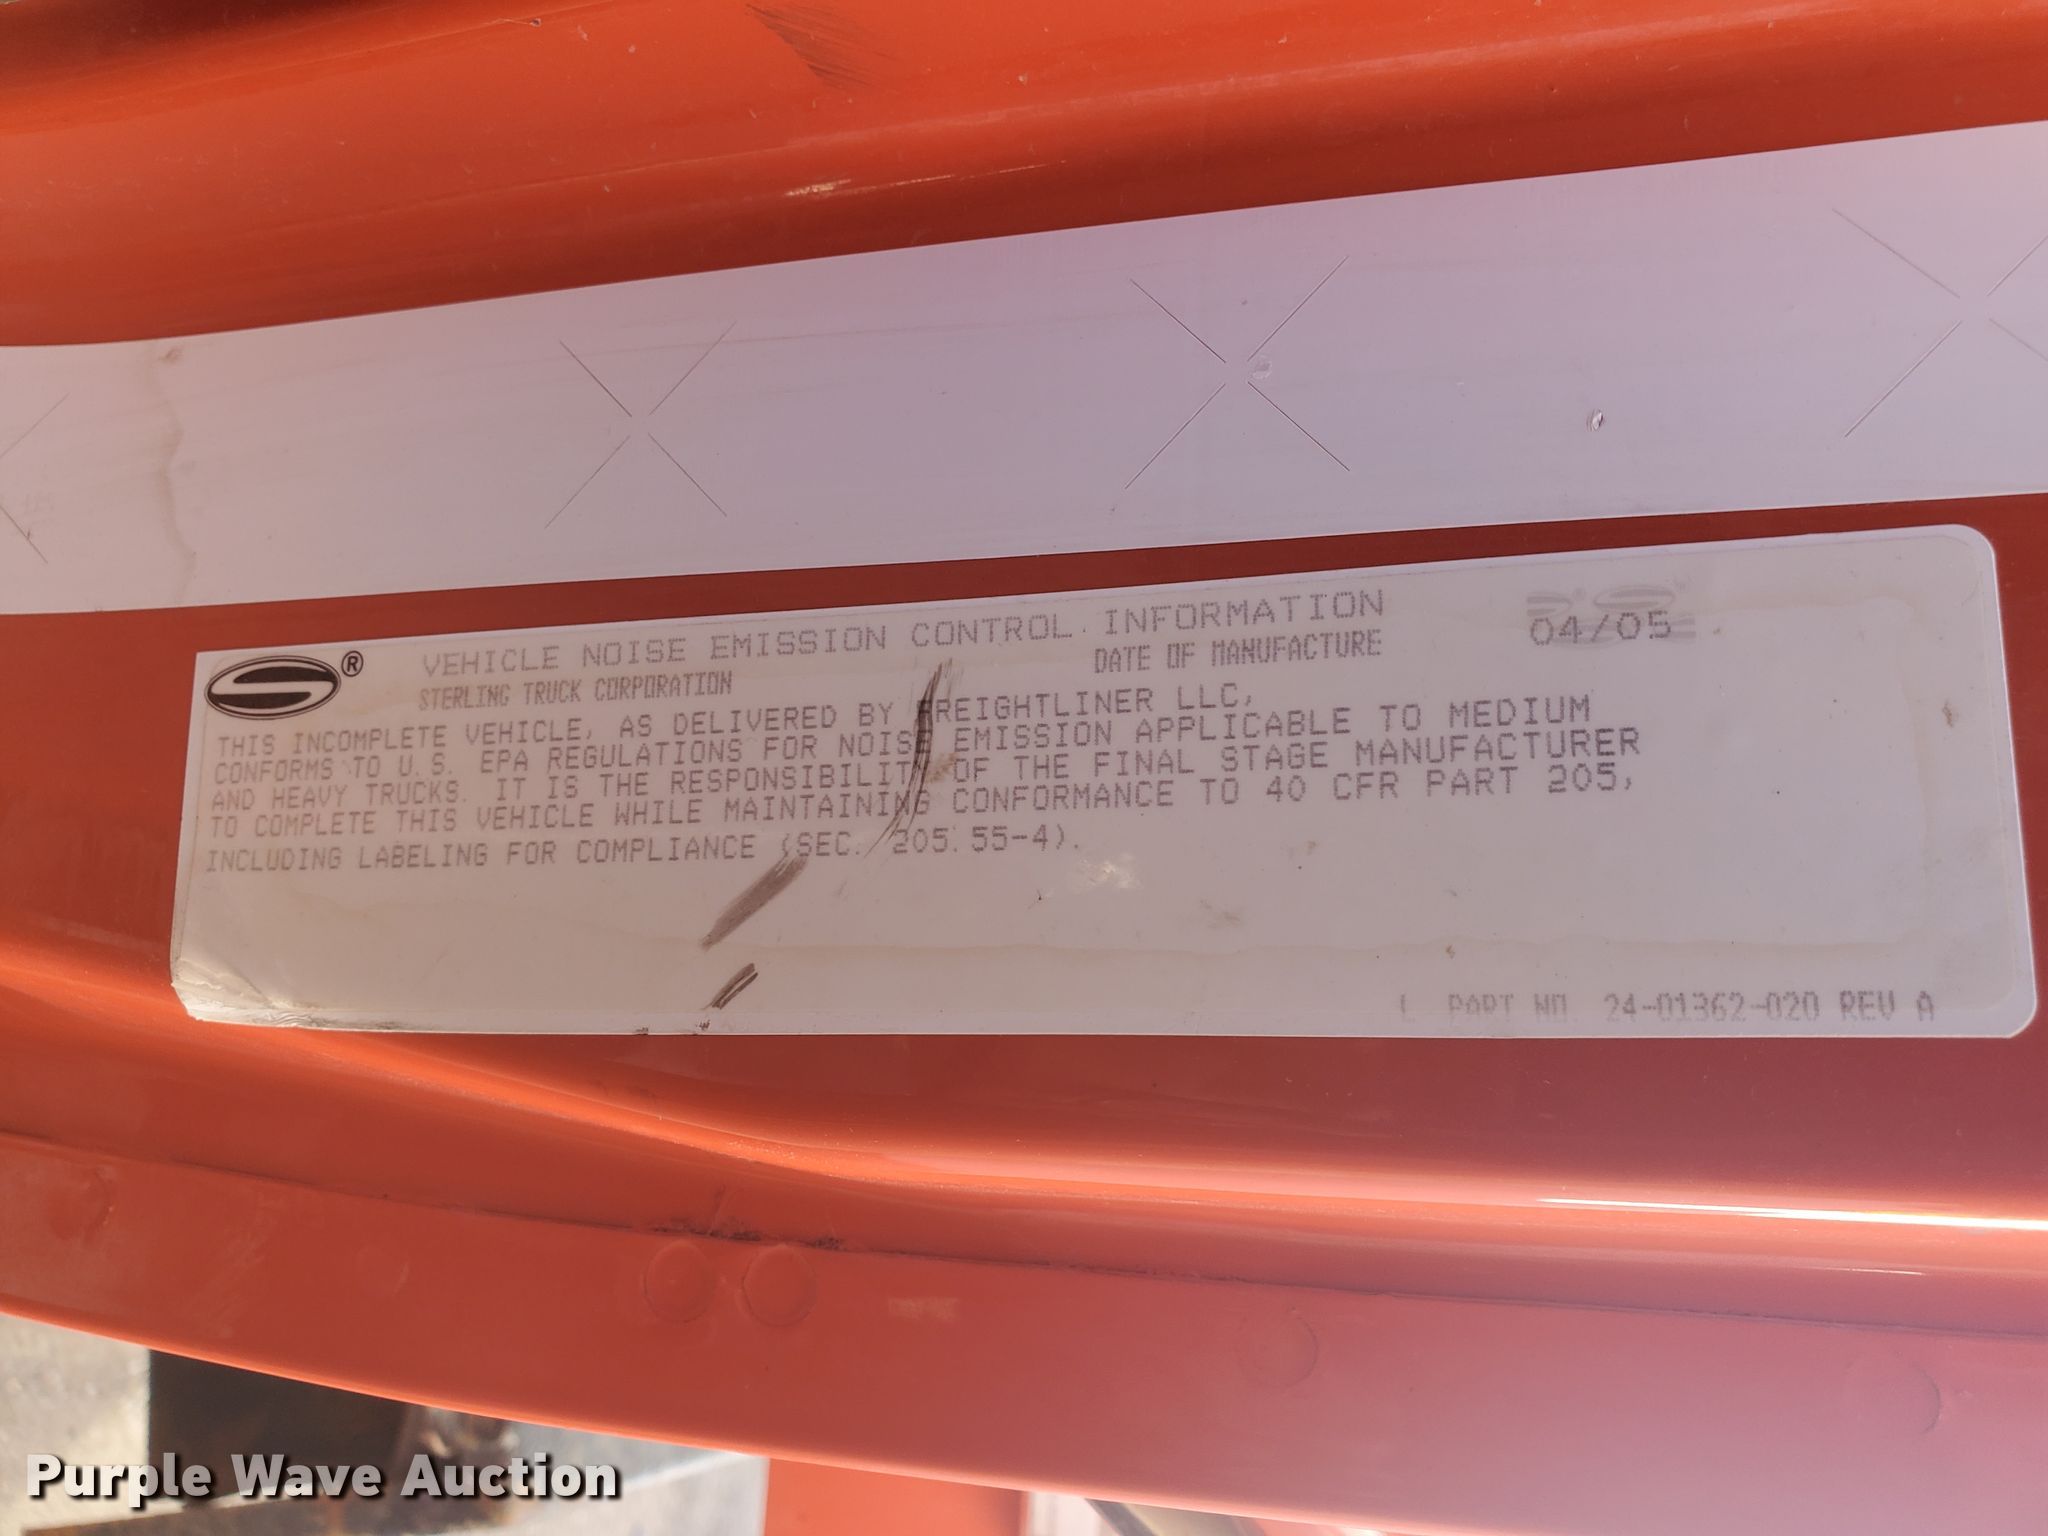 VEHICLE NOISE EMISSION CONTROL INFORMATION
STERLING TRUCK CORPORATION DATE OF MANUFACTURE 04/05
THIS INCOMPLETE VEHICLE, AS DELIVERED BY FREIGHTLINER LLC,
CONFORMS TO U.S. EPA REGULATIONS FOR NOISE EMISSION APPLICABLE TO MEDIUM
AND HEAVY TRUCKS. IT IS THE RESPONSIBILITY OF THE FINAL STAGE MANUFACTURER
TO COMPLETE THIS VEHICLE WHILE MAINTAINING CONFORMANCE TO 40 CFR PART 205,
INCLUDING LABELING FOR COMPLIANCE (SEC. 205.55-4).
PART NO. 24-01362-020 REV A
Purple Wave Auction